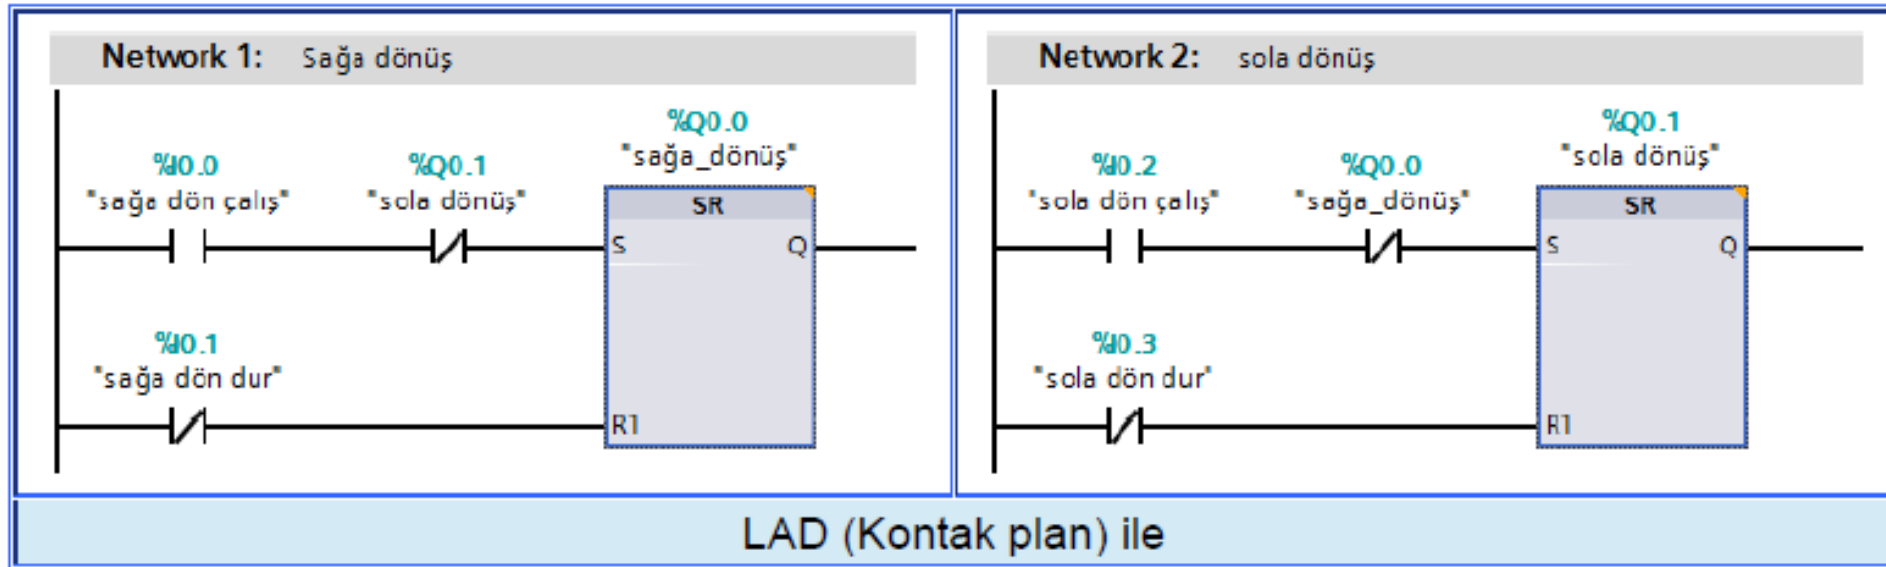 Network 1: Sağa dönüş
%Q0.0
"sağa_dönüş"
%I0.0
"sağa dön çalış"
%Q0.1
"sola dönüş"
SR
S
Q
%I0.1
"sağa dön dur"
R1
Network 2: sola dönüş
%Q0.1
"sola dönüş"
%I0.2
"sola dön çalış"
%Q0.0
"sağa_dönüş"
SR
S
Q
%I0.3
"sola dön dur"
R1
LAD (Kontak plan) ile